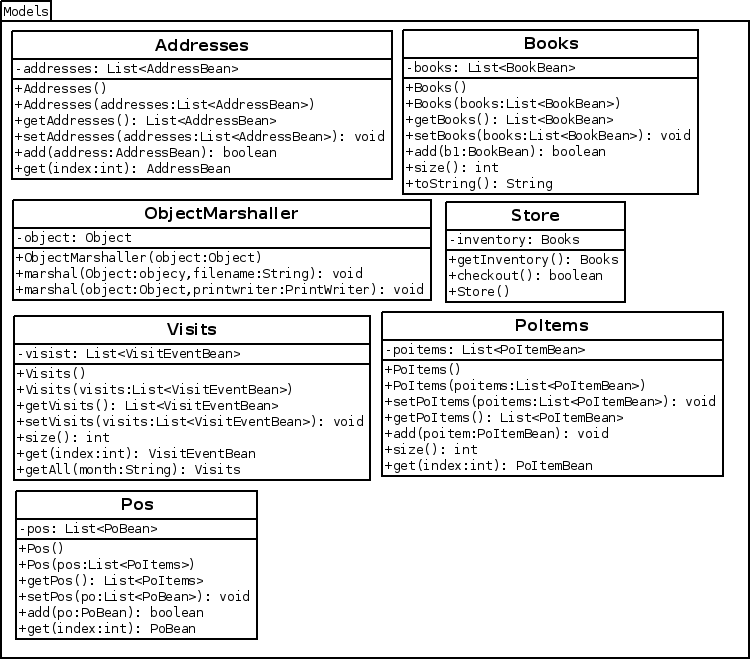 Models
Addresses
-addresses: List<AddressBean>
+Addresses()
+Addresses(addresses:List<AddressBean>)
+getAddresses(): List<AddressBean>
+setAddresses(addresses:List<AddressBean>): void
+add(address:AddressBean): boolean
+get(index:int): AddressBean
Books
-books: List<BookBean>
+Books()
+Books(books:List<BookBean>)
+getBooks(): List<BookBean>
+setBooks(books:List<BookBean>): void
+add(b1:BookBean): boolean
+size(): int
+toString(): String
ObjectMarshaller
-object: Object
+ObjectMarshaller(object:Object)
+marshal(Object:objecy,filename:String): void
+marshal(object:Object,printwriter:PrintWriter): void
Store
-inventory: Books
+getInventory(): Books
+checkout(): boolean
+Store()
Visits
-visist: List<VisitEventBean>
+Visits()
+Visits(visits:List<VisitEventBean>)
+getVisits(): List<VisitEventBean>
+setVisits(visits:List<VisitEventBean>): void
+size(): int
+get(index:int): VisitEventBean
+getAll(month:String): Visits
PoItems
-poitems: List<PoItemBean>
+PoItems()
+PoItems(poitems:List<PoItemBean>)
+setPoItems(poitems:List<PoItemBean>): void
+getPoItems(): List<PoItemBean>
+add(poitem:PoItemBean): void
+size(): int
+get(index:int): PoItemBean
Pos
-pos: List<PoBean>
+Pos()
+Pos(pos:List<PoItems>)
+getPos(): List<PoItems>
+setPos(po:List<PoBean>): void
+add(po:PoBean): boolean
+get(index:int): PoBean